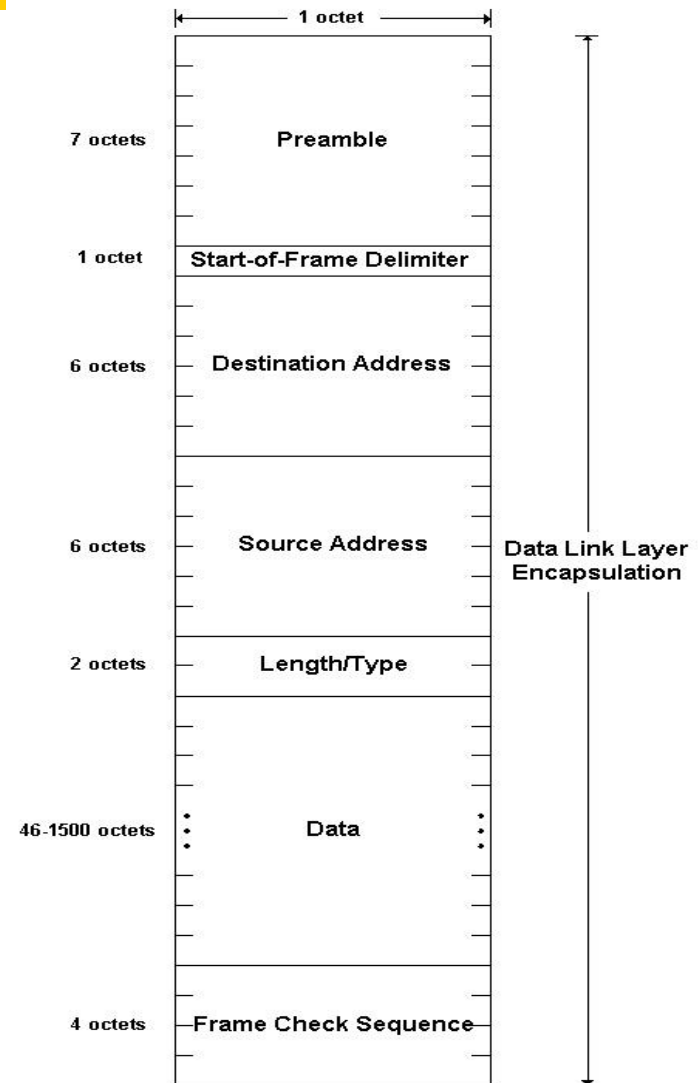 1 octet
7 octets
Preamble
1 octet
Start-of-Frame Delimiter
6 octets
Destination Address
6 octets
Source Address
Data Link Layer
Encapsulation
2 octets
Length/Type
46-1500 octets
Data
4 octets
Frame Check Sequence